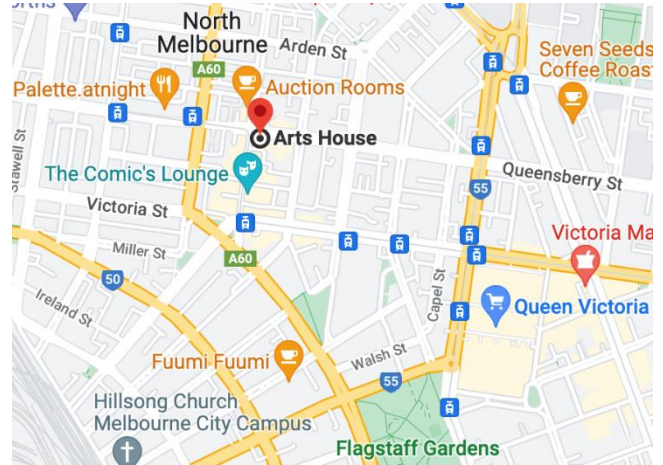 North
Melbourne
Arden St
Seven Seeds
Coffee Roast
A60
Palette.atnight
Auction Rooms
Arts House
Stawell St
The Comic's Lounge
Queensberry St
55
Victoria St
Victoria Ma
Miller St
A60
50
Capel St
Ireland St
Queen Victoria
Fuumi Fuumi
Walsh St
55
Hillsong Church
Melbourne City Campus
Flagstaff Gardens